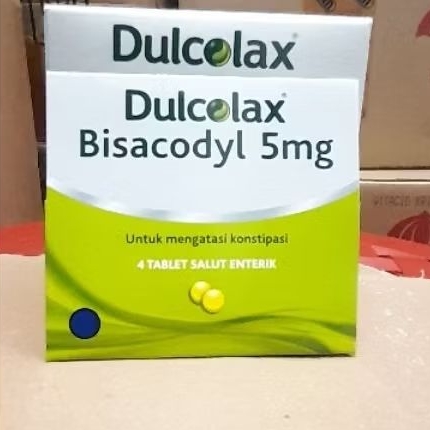 Dulcolax®
Dulcolax®
Bisacodyl 5mg
Untuk mengatasi konstipasi
4 TABLET SALUT ENTERIK